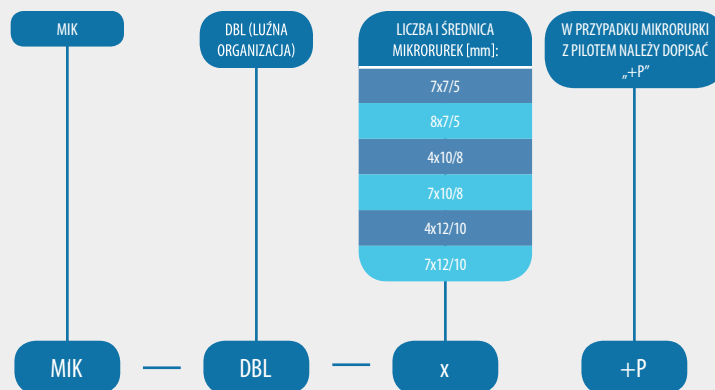 MIK
DBL (LUŹNA
ORGANIZACJA)
LICZBA I ŚREDNICA
MIKRORUREK [mm]:
7x7/5
8x7/5
4x10/8
7x10/8
4x12/10
7x12/10
W PRZYPADKU MIKRORURKI
Z PILOTEM NALEŻY DOPISAĆ
„+P”
MIK — DBL — x +P